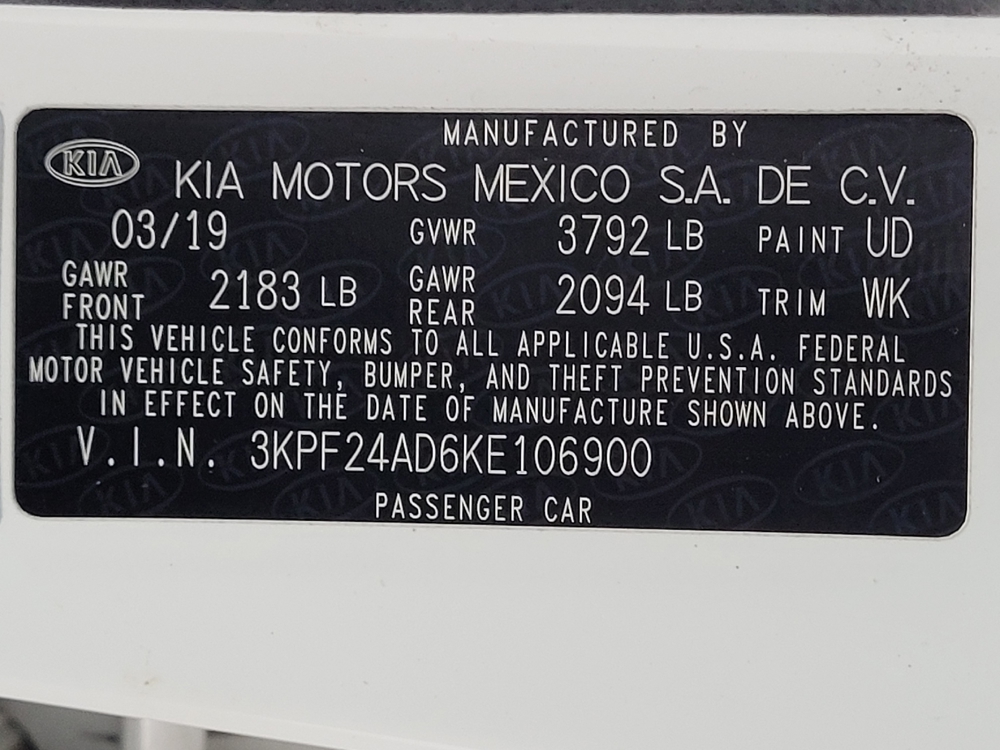 MANUFACTURED BY
KIA KIA MOTORS MEXICO S.A. DE C.V.
03/19 GVWR 3792 LB PAINT UD
GAWR FRONT 2183 LB GAWR REAR 2094 LB TRIM WK
THIS VEHICLE CONFORMS TO ALL APPLICABLE U.S.A. FEDERAL
MOTOR VEHICLE SAFETY, BUMPER, AND THEFT PREVENTION STANDARDS
IN EFFECT ON THE DATE OF MANUFACTURE SHOWN ABOVE.
V.I.N. 3KPF24AD6KE106900
PASSENGER CAR